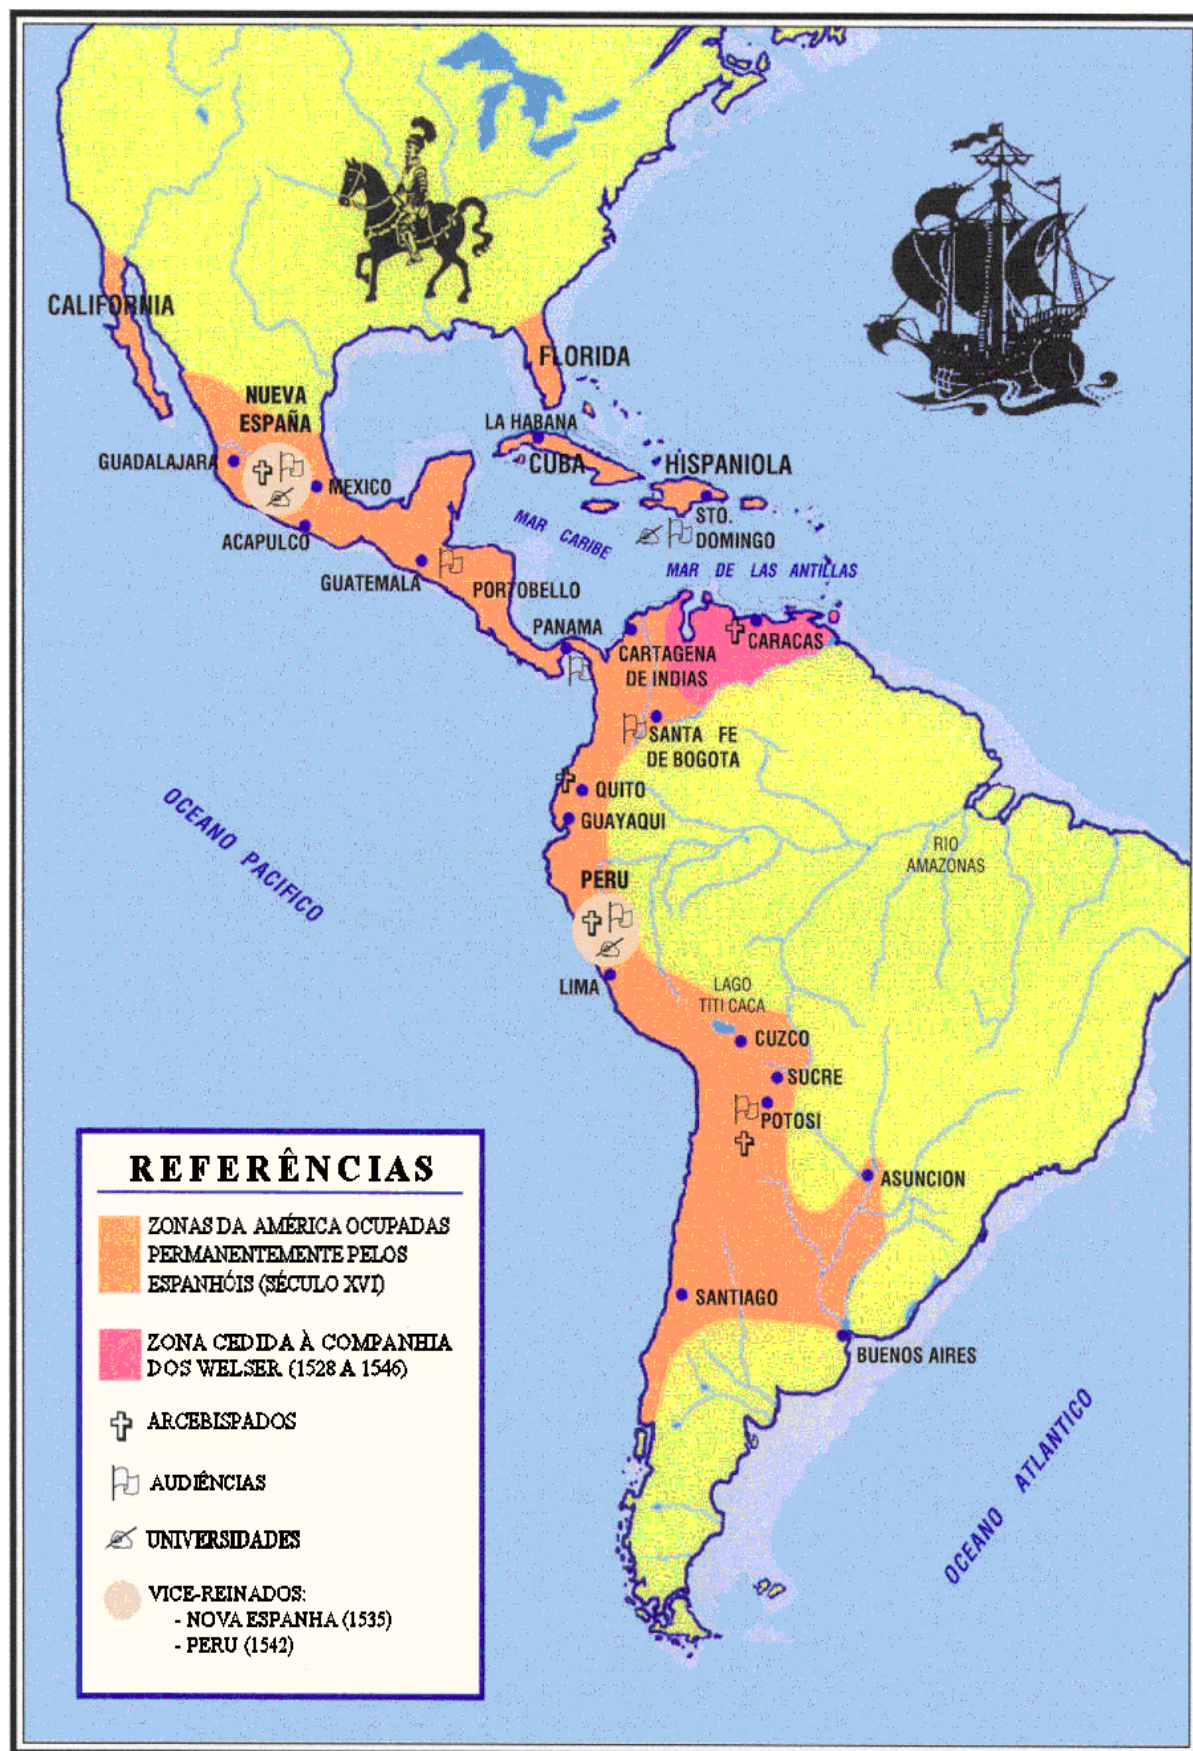 CALIFORNIA
FLORIDA
NUEVA
ESPAÑA
LA HABANA
GUADALAJARA
CUBA
HISPANIOLA
MEXICO
STO.
DOMINGO
MAR CARIBE
ACAPULCO
MAR DE LAS ANTILLAS
GUATEMALA
PORTOBELLO
PANAMA
CARACAS
CARTAGENA
DE INDIAS
SANTA FE
DE BOGOTA
QUITO
GUAYAQUI
OCEANO PACIFICO
RIO
AMAZONAS
PERU
LIMA
LAGO
TITI CACA
CUZCO
SUCRE
POTOSI
ASUNCION
SANTIAGO
BUENOS AIRES
OCEANO ATLANTICO
REFERÊNCIAS
ZONAS DA AMÉRICA OCUPADAS
PERMANENTEMENTE PELOS
ESPANHÓIS (SÉCULO XVI)
ZONA CEDIDA À COMPANHIA
DOS WELSER (1528 A 1546)
ARCEBISPADOS
AUDIÊNCIAS
UNIVERSIDADES
VICE-REINADOS:
- NOVA ESPANHA (1535)
- PERU (1542)